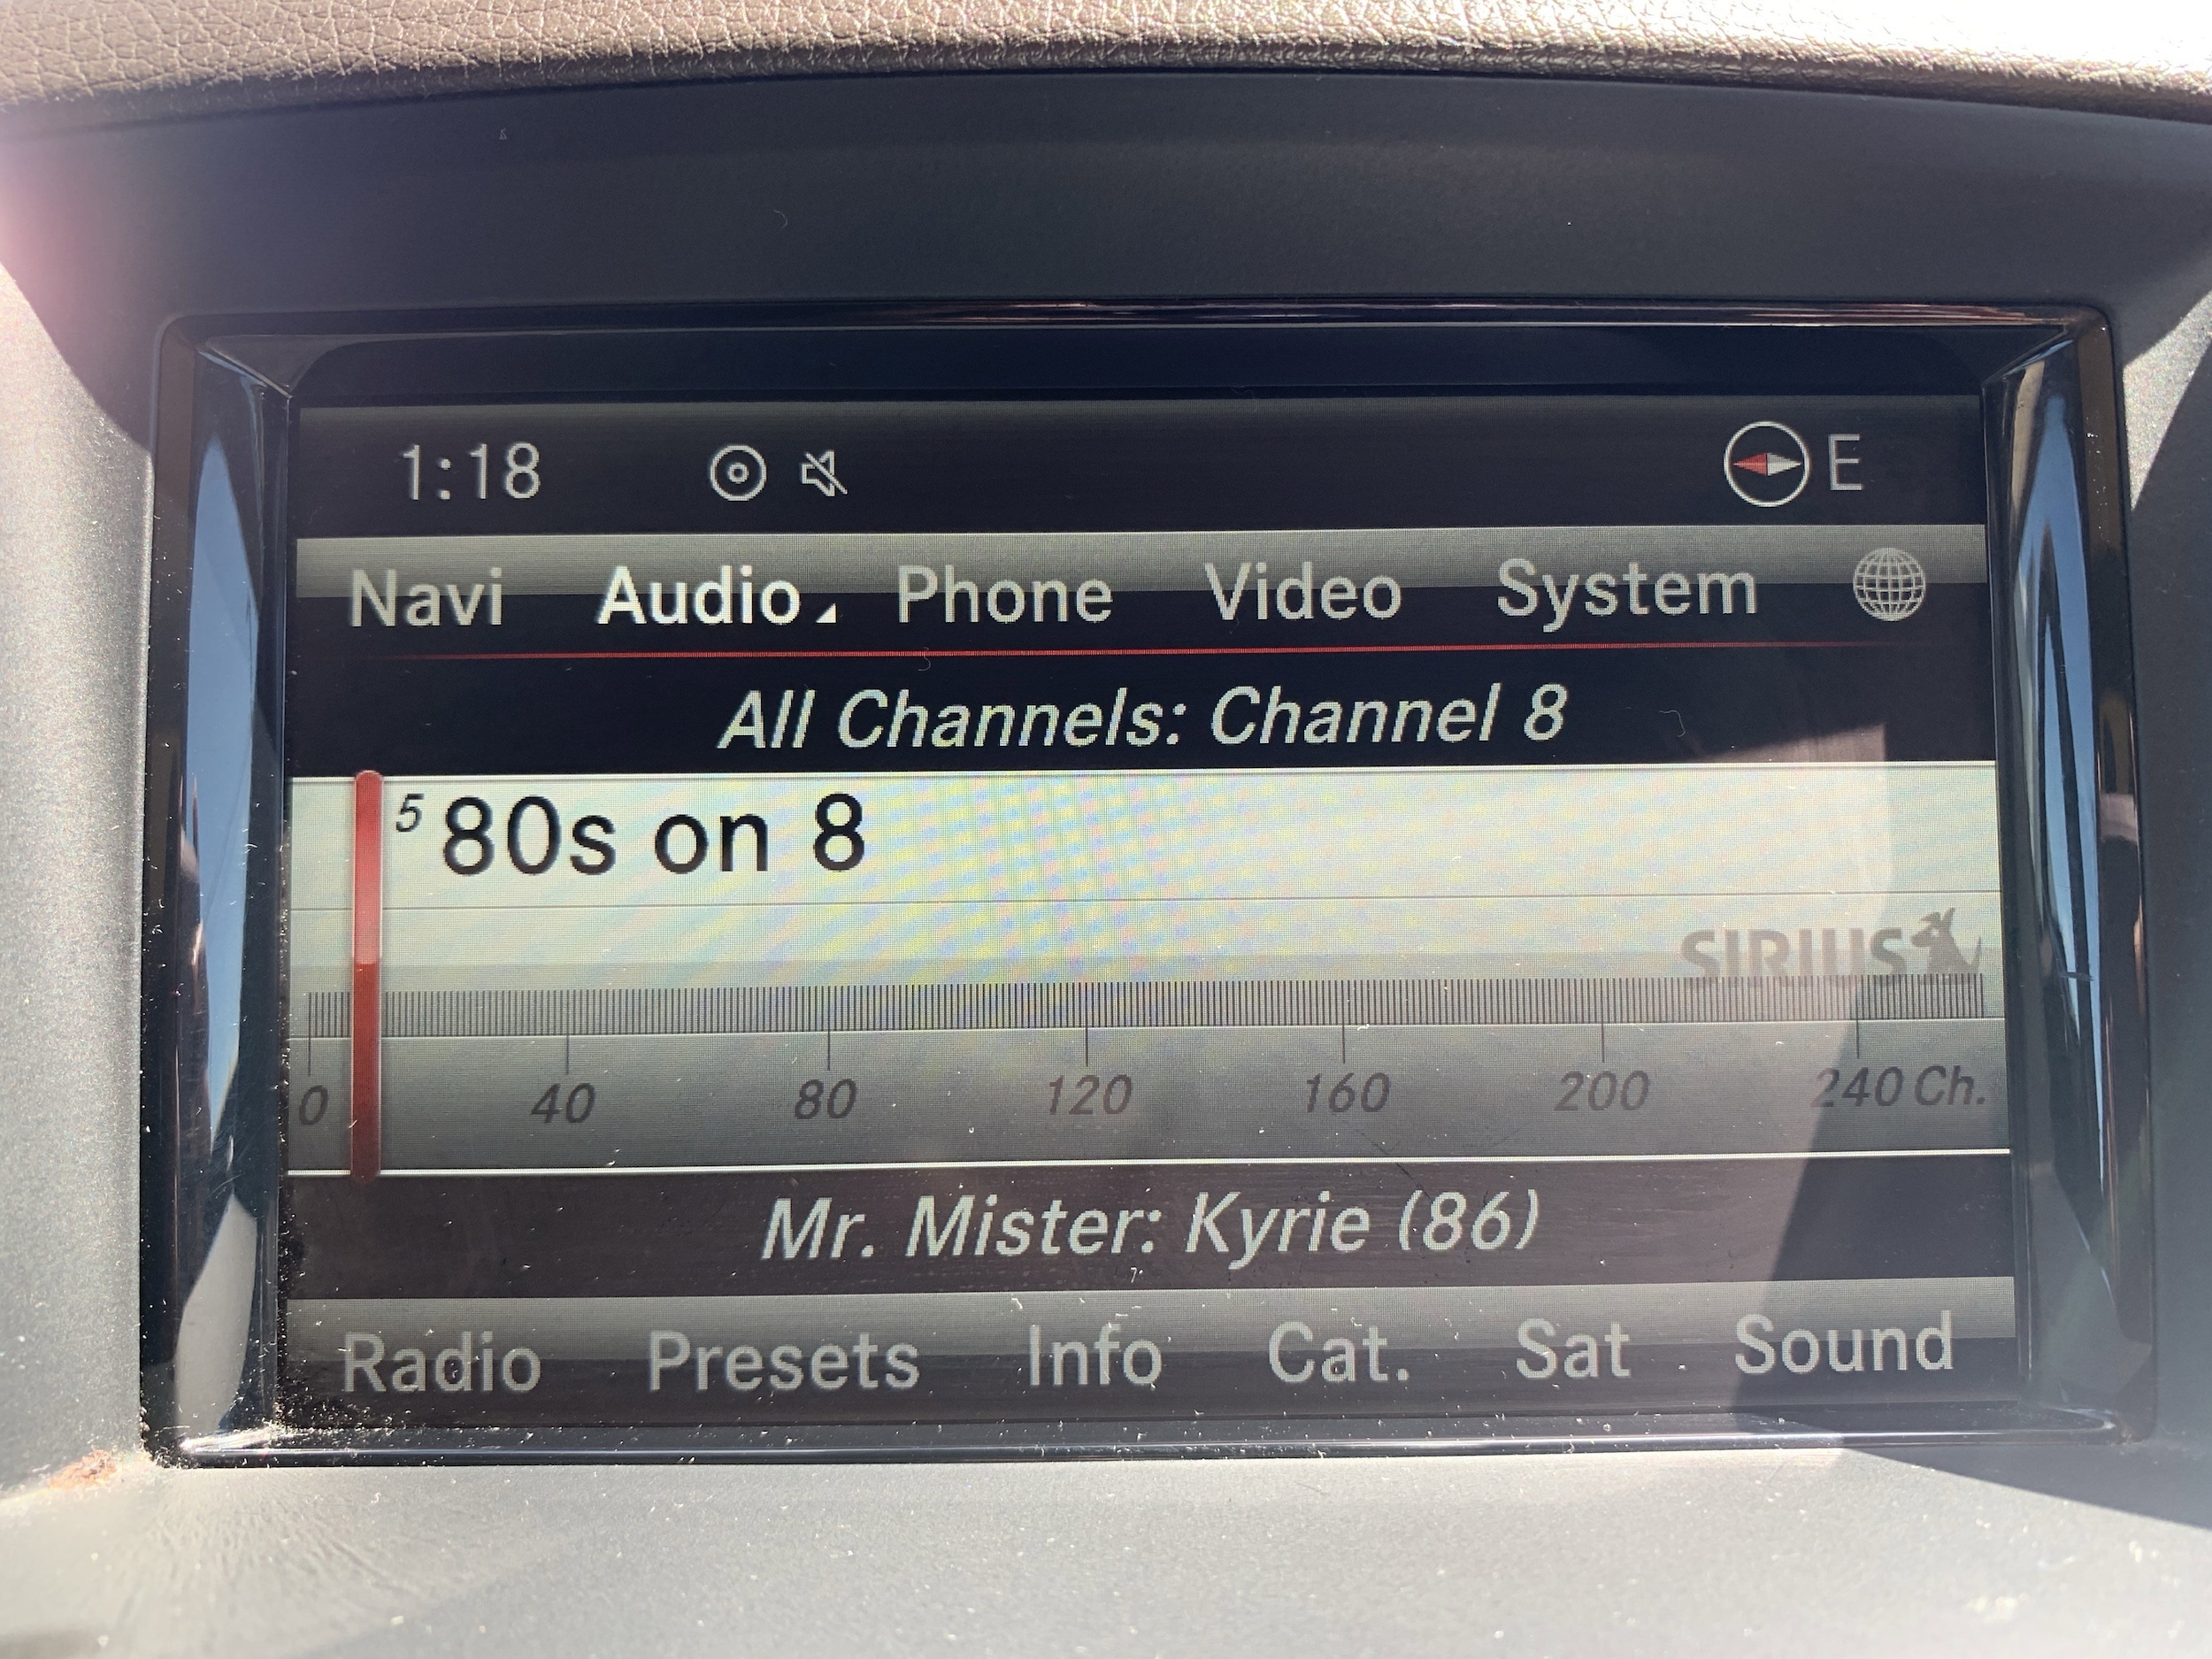 1:18 E
Navi Audio Phone Video System
All Channels: Channel 8
5 80s on 8
SIRIUS
0 40 80 120 160 200 240 Ch.
Mr. Mister: Kyrie (86)
Radio Presets Info Cat. Sat Sound